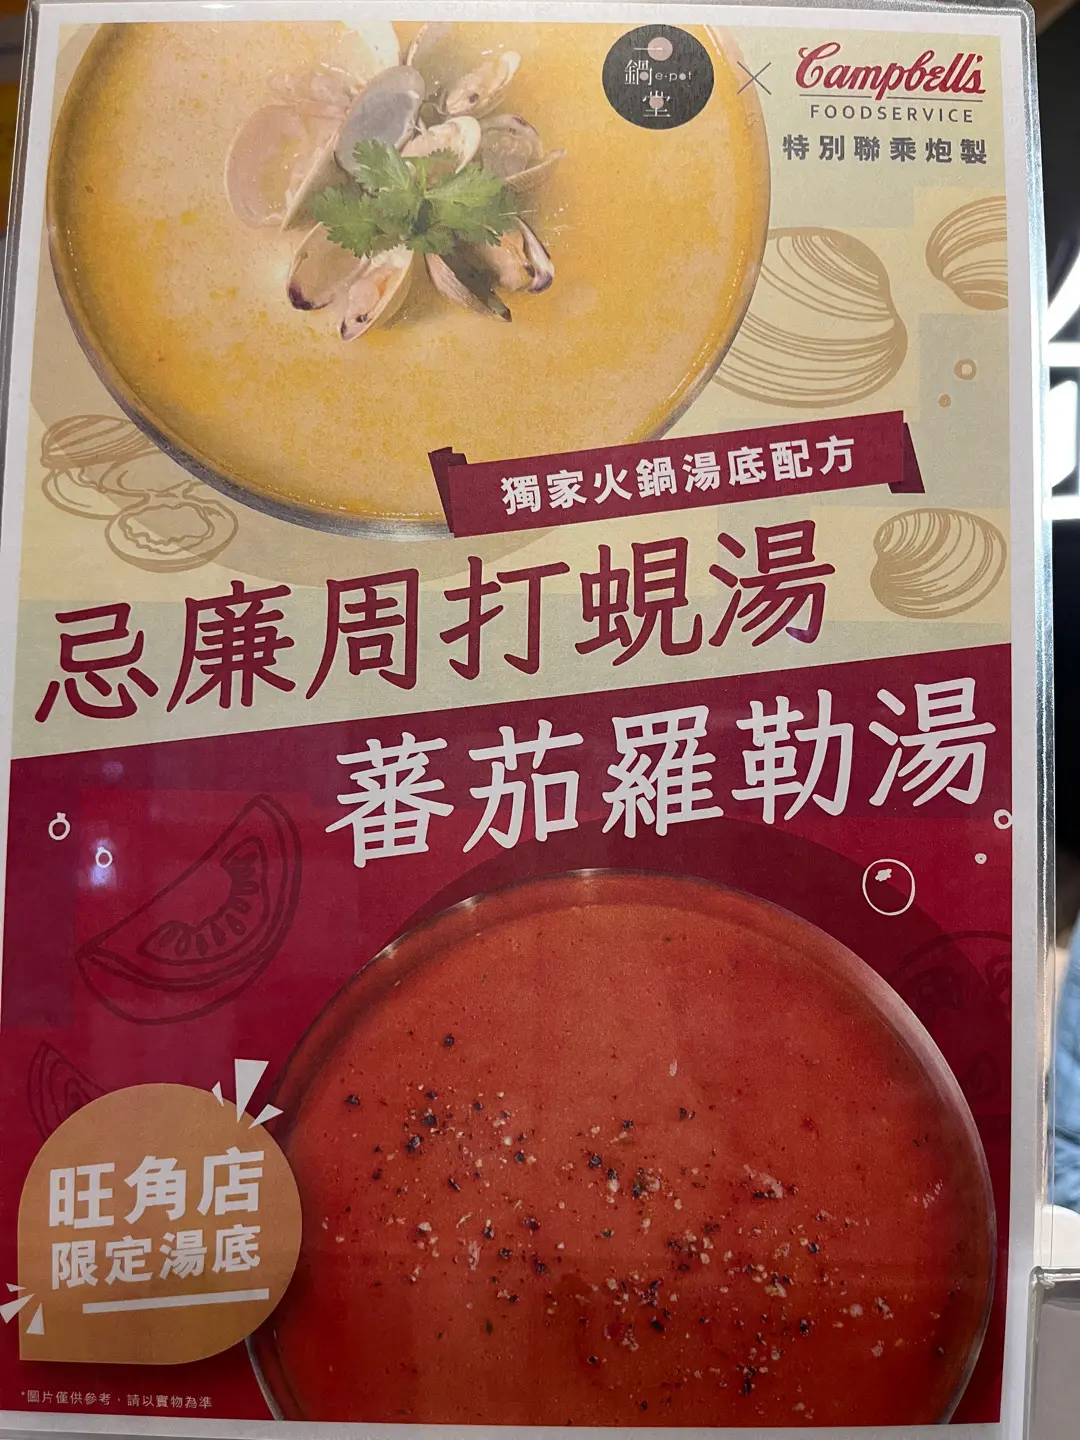 一
鍋 e-pot
堂
×
Campbell's
FOODSERVICE
特別聯乘炮製
獨家火鍋湯底配方
忌廉周打蜆湯
蕃茄羅勒湯
旺角店
限定湯底
*圖片僅供參考，請以實物為準